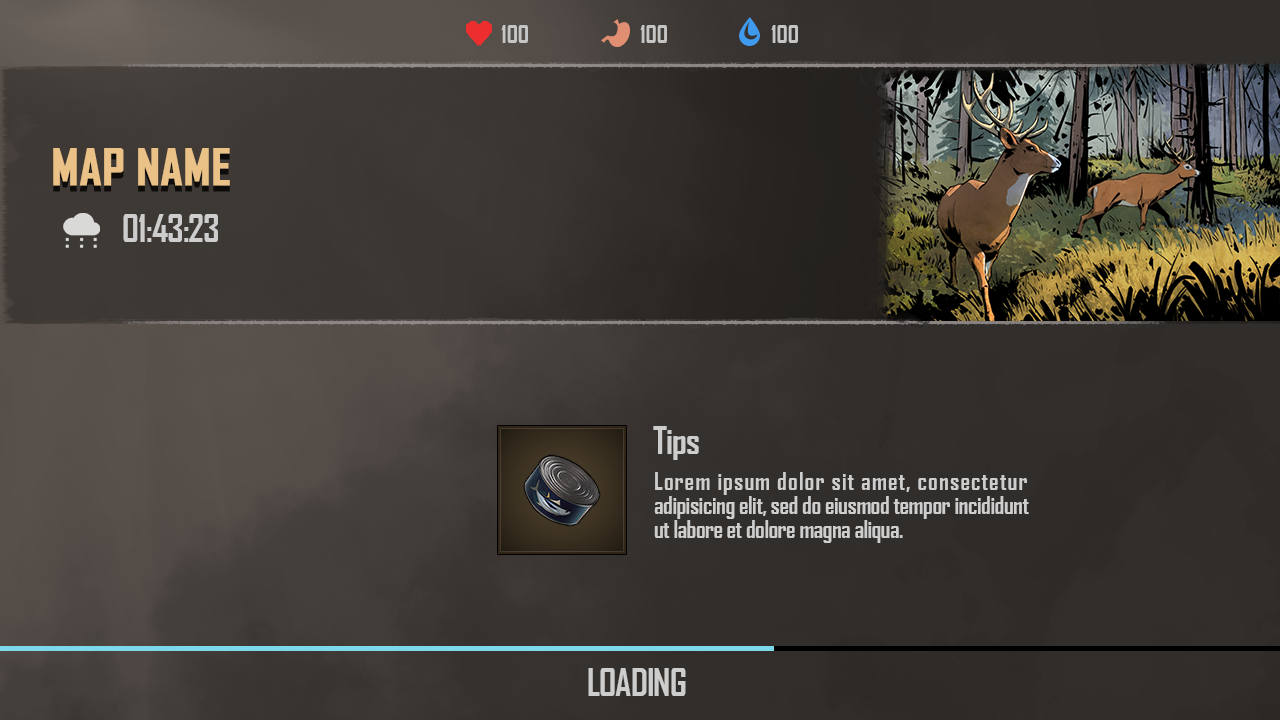 100 100 100
MAP NAME
01:43:23
Tips
Lorem ipsum dolor sit amet, consectetur
adipisicing elit, sed do eiusmod tempor incididunt
ut labore et dolore magna aliqua.
LOADING